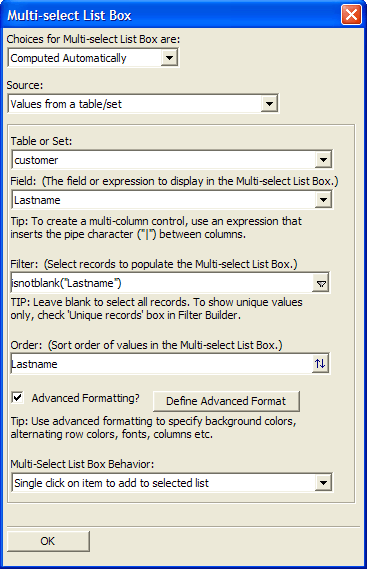 Multi-select List Box
Choices for Multi-select List Box are:
Computed Automatically
Source:
Values from a table/set
Table or Set:
customer
Field:  (The field or expression to display in the Multi-select List Box.)
Lastname
Tip: To create a multi-column control, use an expression that
inserts the pipe character ("|") between columns.
Filter:  (Select records to populate the Multi-select List Box.)
isnotblank("Lastname")
TIP: Leave blank to select all records. To show unique values
only, check 'Unique records' box in Filter Builder.
Order:  (Sort order of values in the Multi-select List Box.)
Lastname
Advanced Formatting?
Define Advanced Format
Tip: Use advanced formatting to specify background colors,
alternating row colors, fonts, columns etc.
Multi-Select List Box Behavior:
Single click on item to add to selected list
OK